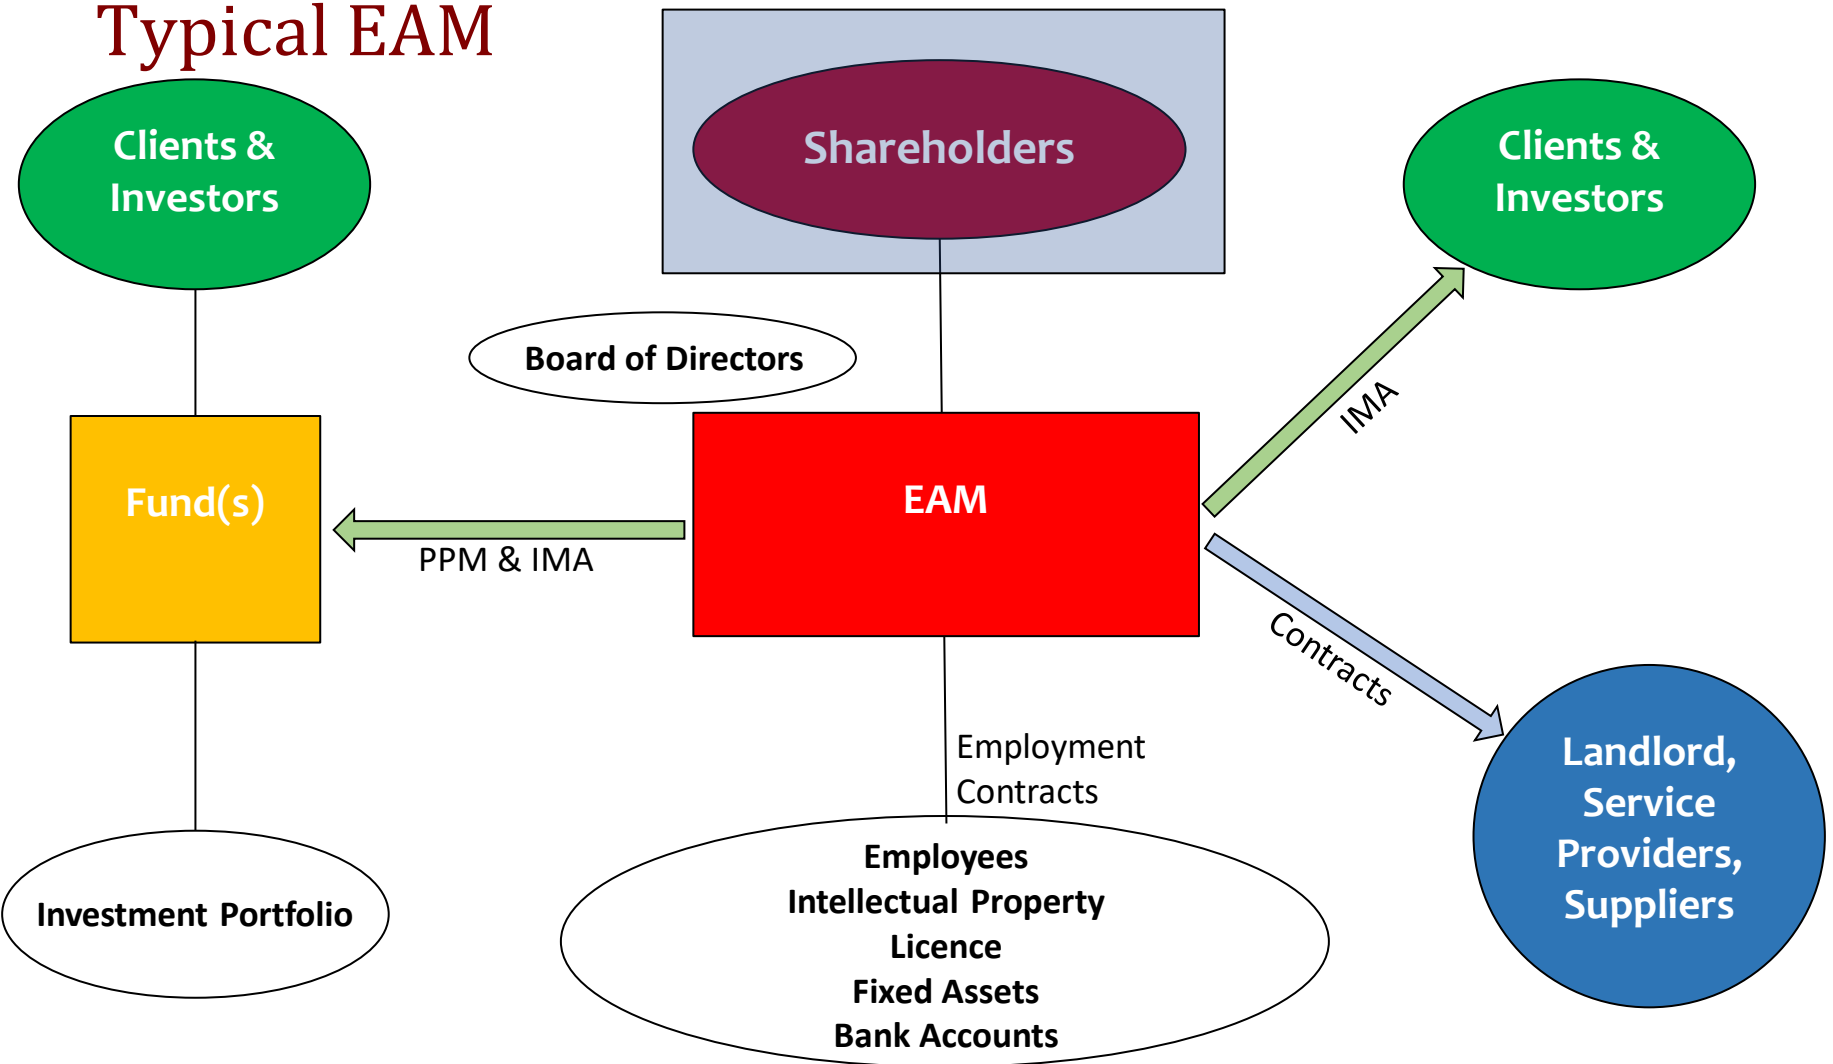 Typical EAM
Clients &
Investors
Shareholders
Clients &
Investors
Board of Directors
IMA
Fund(s)
EAM
PPM & IMA
Contracts
Employment
Contracts
Landlord,
Service
Providers,
Suppliers
Investment Portfolio
Employees
Intellectual Property
Licence
Fixed Assets
Bank Accounts